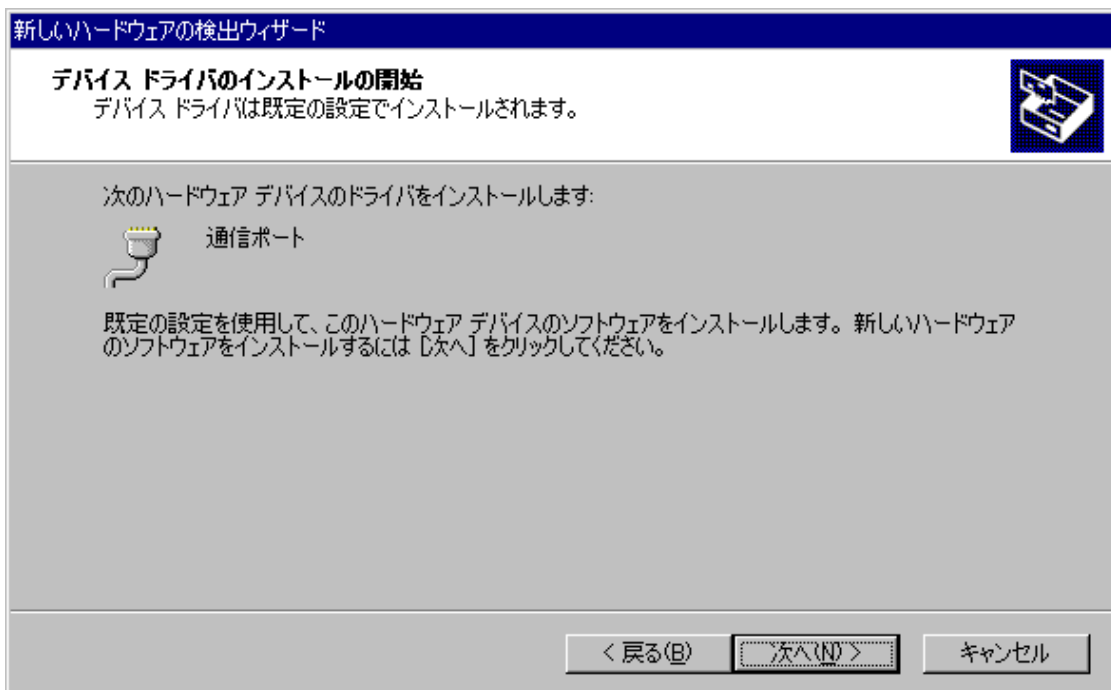 新しいハードウェアの検出ウィザード
デバイス ドライバのインストールの開始
デバイス ドライバは既定の設定でインストールされます。
次のハードウェア デバイスのドライバをインストールします:
通信ポート
既定の設定を使用して、このハードウェア デバイスのソフトウェアをインストールします。新しいハードウェア
のソフトウェアをインストールするには [次へ] をクリックしてください。
< 戻る(B)
次へ(N) >
キャンセル